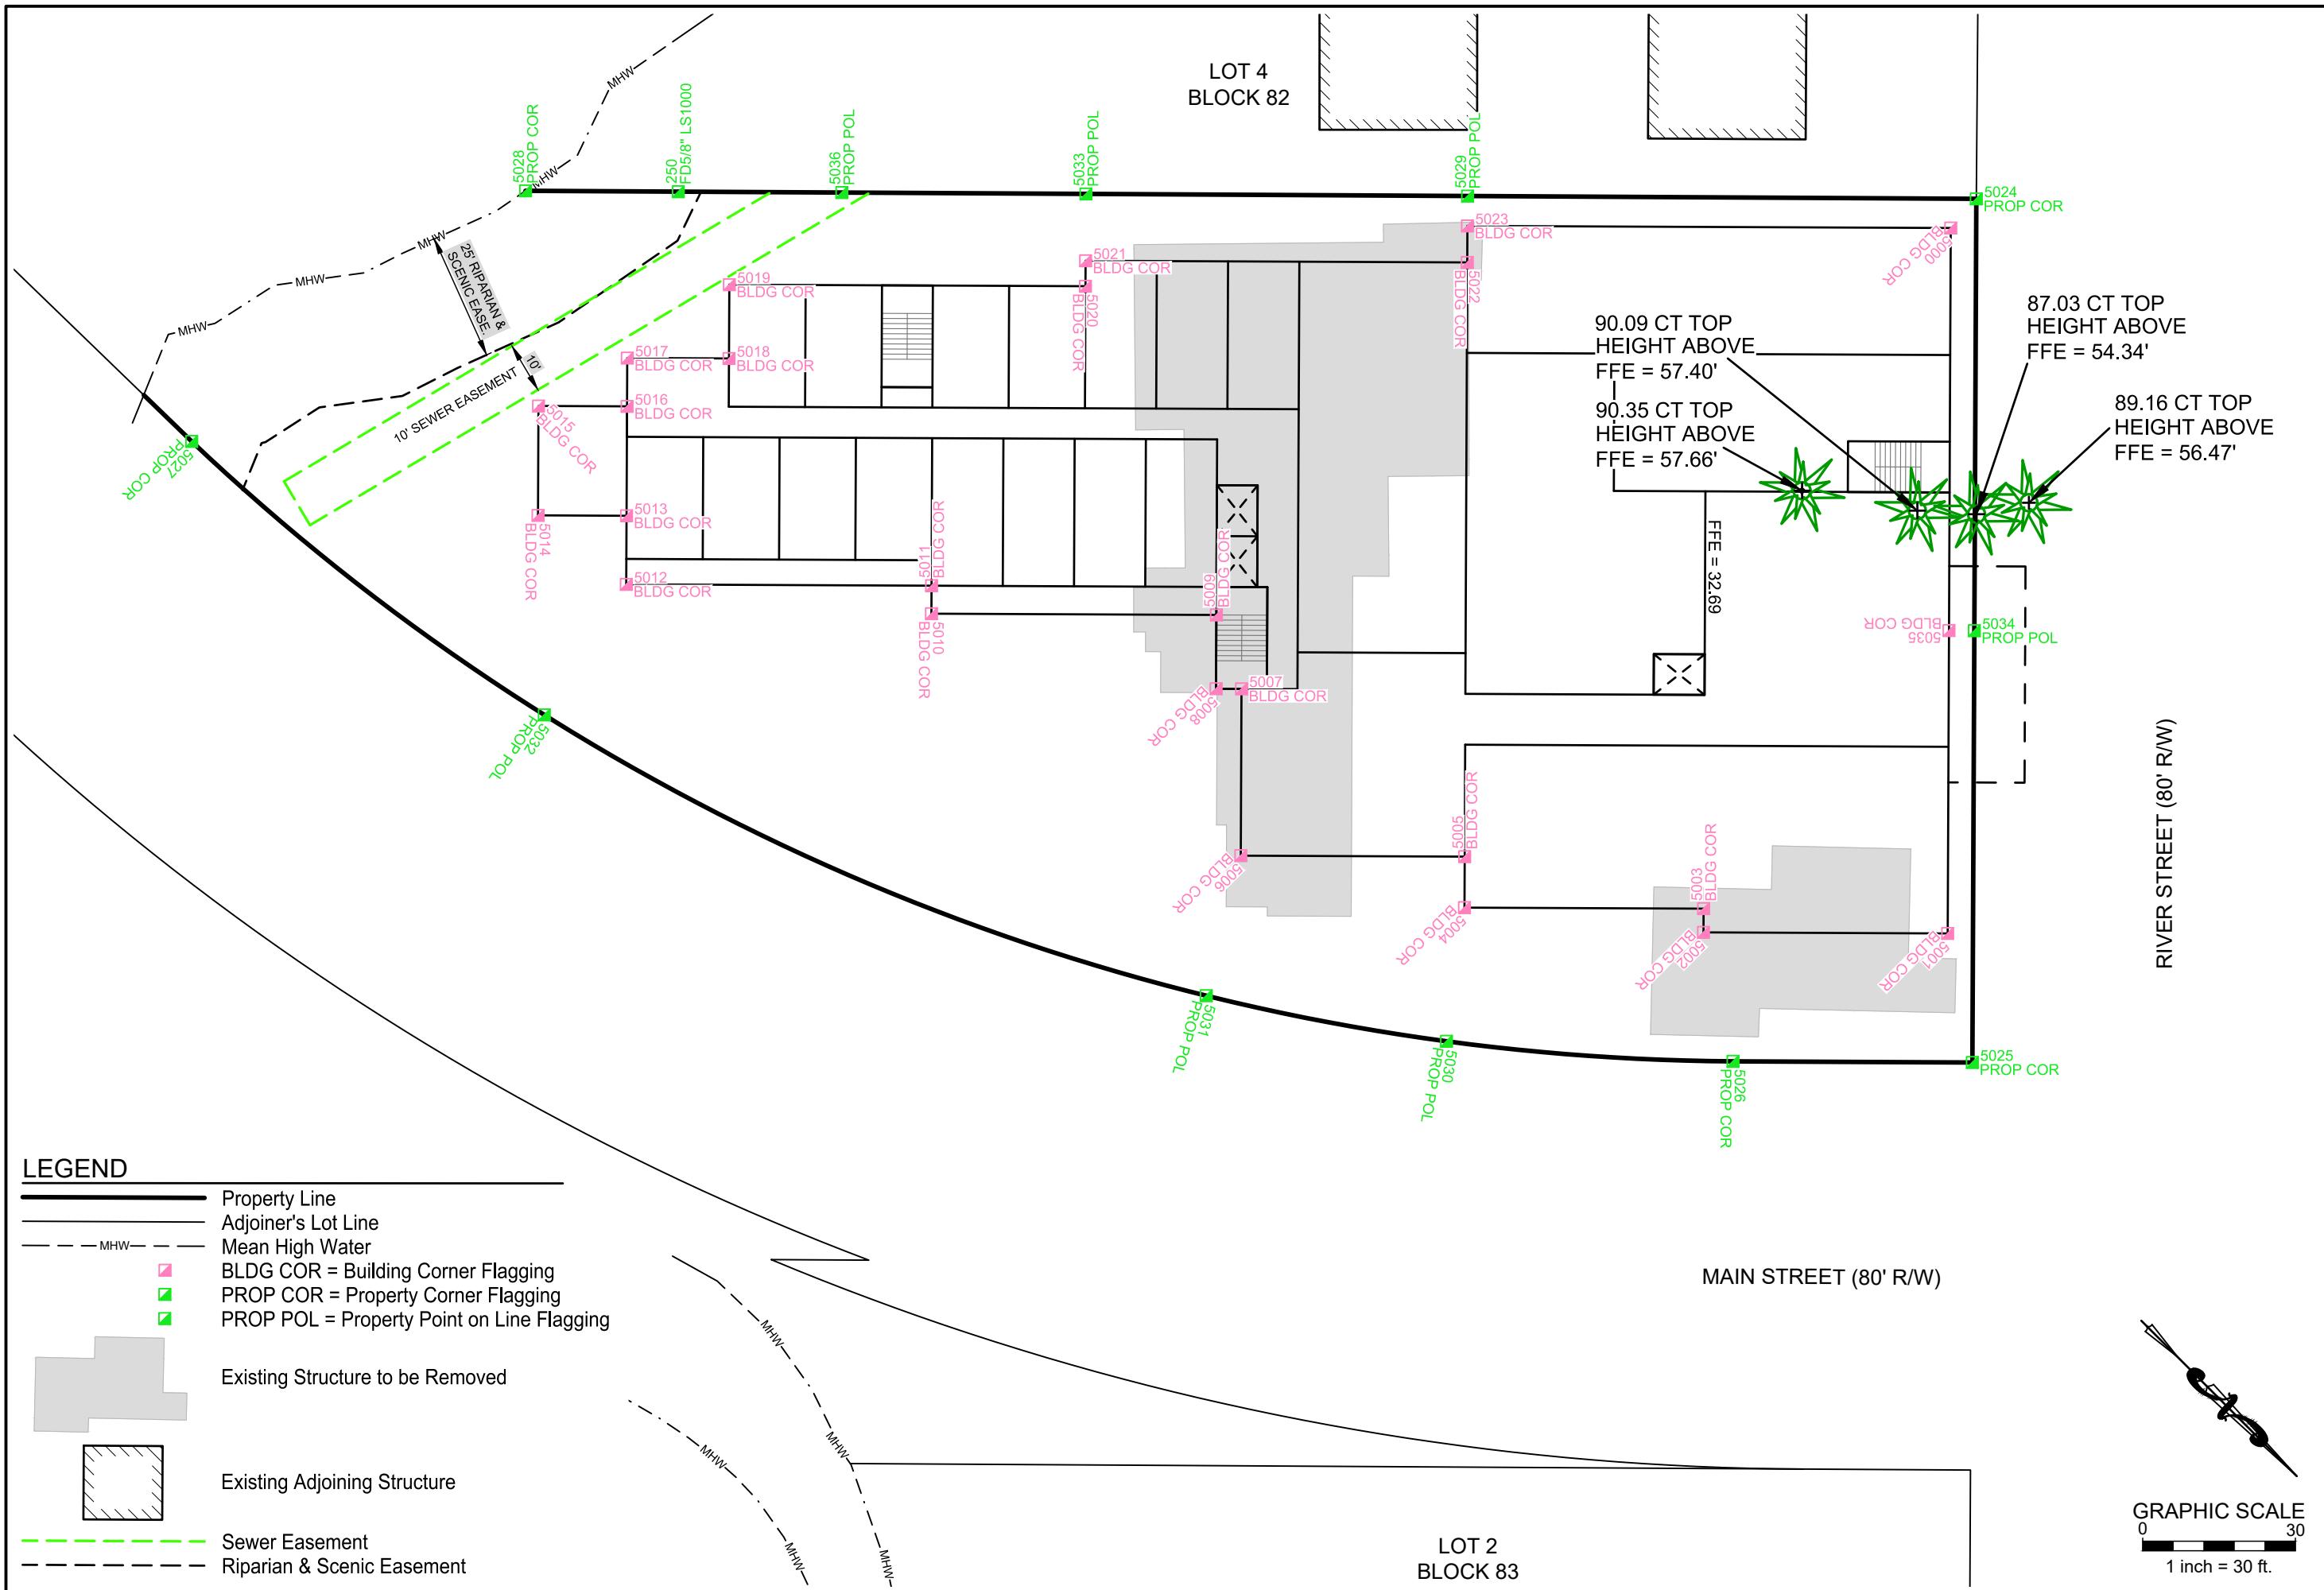 LOT 4
BLOCK 82
MHW
5028
PROP COR
250
FD5/8" LS1000
5036
PROP POL
5033
PROP POL
5029
PROP POL
5024
PROP COR
MHW
MHW
MHW
MHW
25' RIPARIAN &
SCENIC EASE.
10'
10' SEWER EASEMENT
5023
BLDG COR
5000
BLDG COR
5021
BLDG COR
5022
BLDG COR
5019
BLDG COR
5020
BLDG COR
5017
BLDG COR
5018
BLDG COR
5016
BLDG COR
5015
BLDG COR
5027
PROP COR
90.09 CT TOP
HEIGHT ABOVE
FFE = 57.40'
90.35 CT TOP
HEIGHT ABOVE
FFE = 57.66'
87.03 CT TOP
HEIGHT ABOVE
FFE = 54.34'
89.16 CT TOP
HEIGHT ABOVE
FFE = 56.47'
FFE = 32.69
5013
BLDG COR
5014
BLDG COR
5012
BLDG COR
5011
BLDG COR
5010
BLDG COR
5009
BLDG COR
5035
BLDG COR
5034
PROP POL
5007
BLDG COR
5008
BLDG COR
5032
PROP POL
5006
BLDG COR
5005
BLDG COR
5004
BLDG COR
5003
BLDG COR
5002
BLDG COR
5001
BLDG COR
RIVER STREET (80' R/W)
5031
PROP POL
5030
PROP POL
5026
PROP COR
5025
PROP COR
MAIN STREET (80' R/W)
LEGEND
Property Line
Adjoiner's Lot Line
MHW
Mean High Water
BLDG COR = Building Corner Flagging
PROP COR = Property Corner Flagging
PROP POL = Property Point on Line Flagging
Existing Structure to be Removed
Existing Adjoining Structure
Sewer Easement
Riparian & Scenic Easement
MHW
MHW
MHW
MHW
MHW
LOT 2
BLOCK 83
GRAPHIC SCALE
0 30
1 inch = 30 ft.